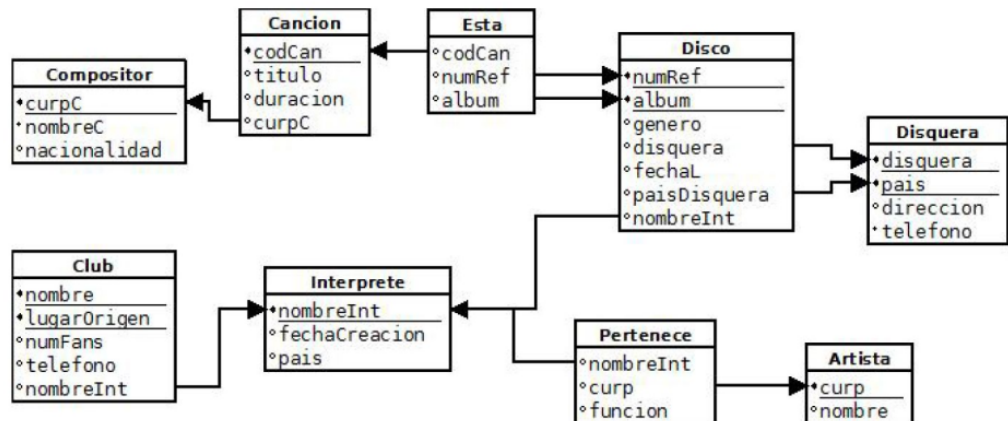 Cancion
codCan
titulo
duracion
curpC
Esta
codCan
numRef
album
Disco
numRef
album
genero
disquera
fechaL
paisDisquera
nombreInt
Compositor
curpC
nombreC
nacionalidad
Disquera
disquera
pais
direccion
telefono
Club
nombre
lugarOrigen
numFans
telefono
nombreInt
Interprete
nombreInt
fechaCreacion
pais
Pertenece
nombreInt
curp
funcion
Artista
curp
nombre